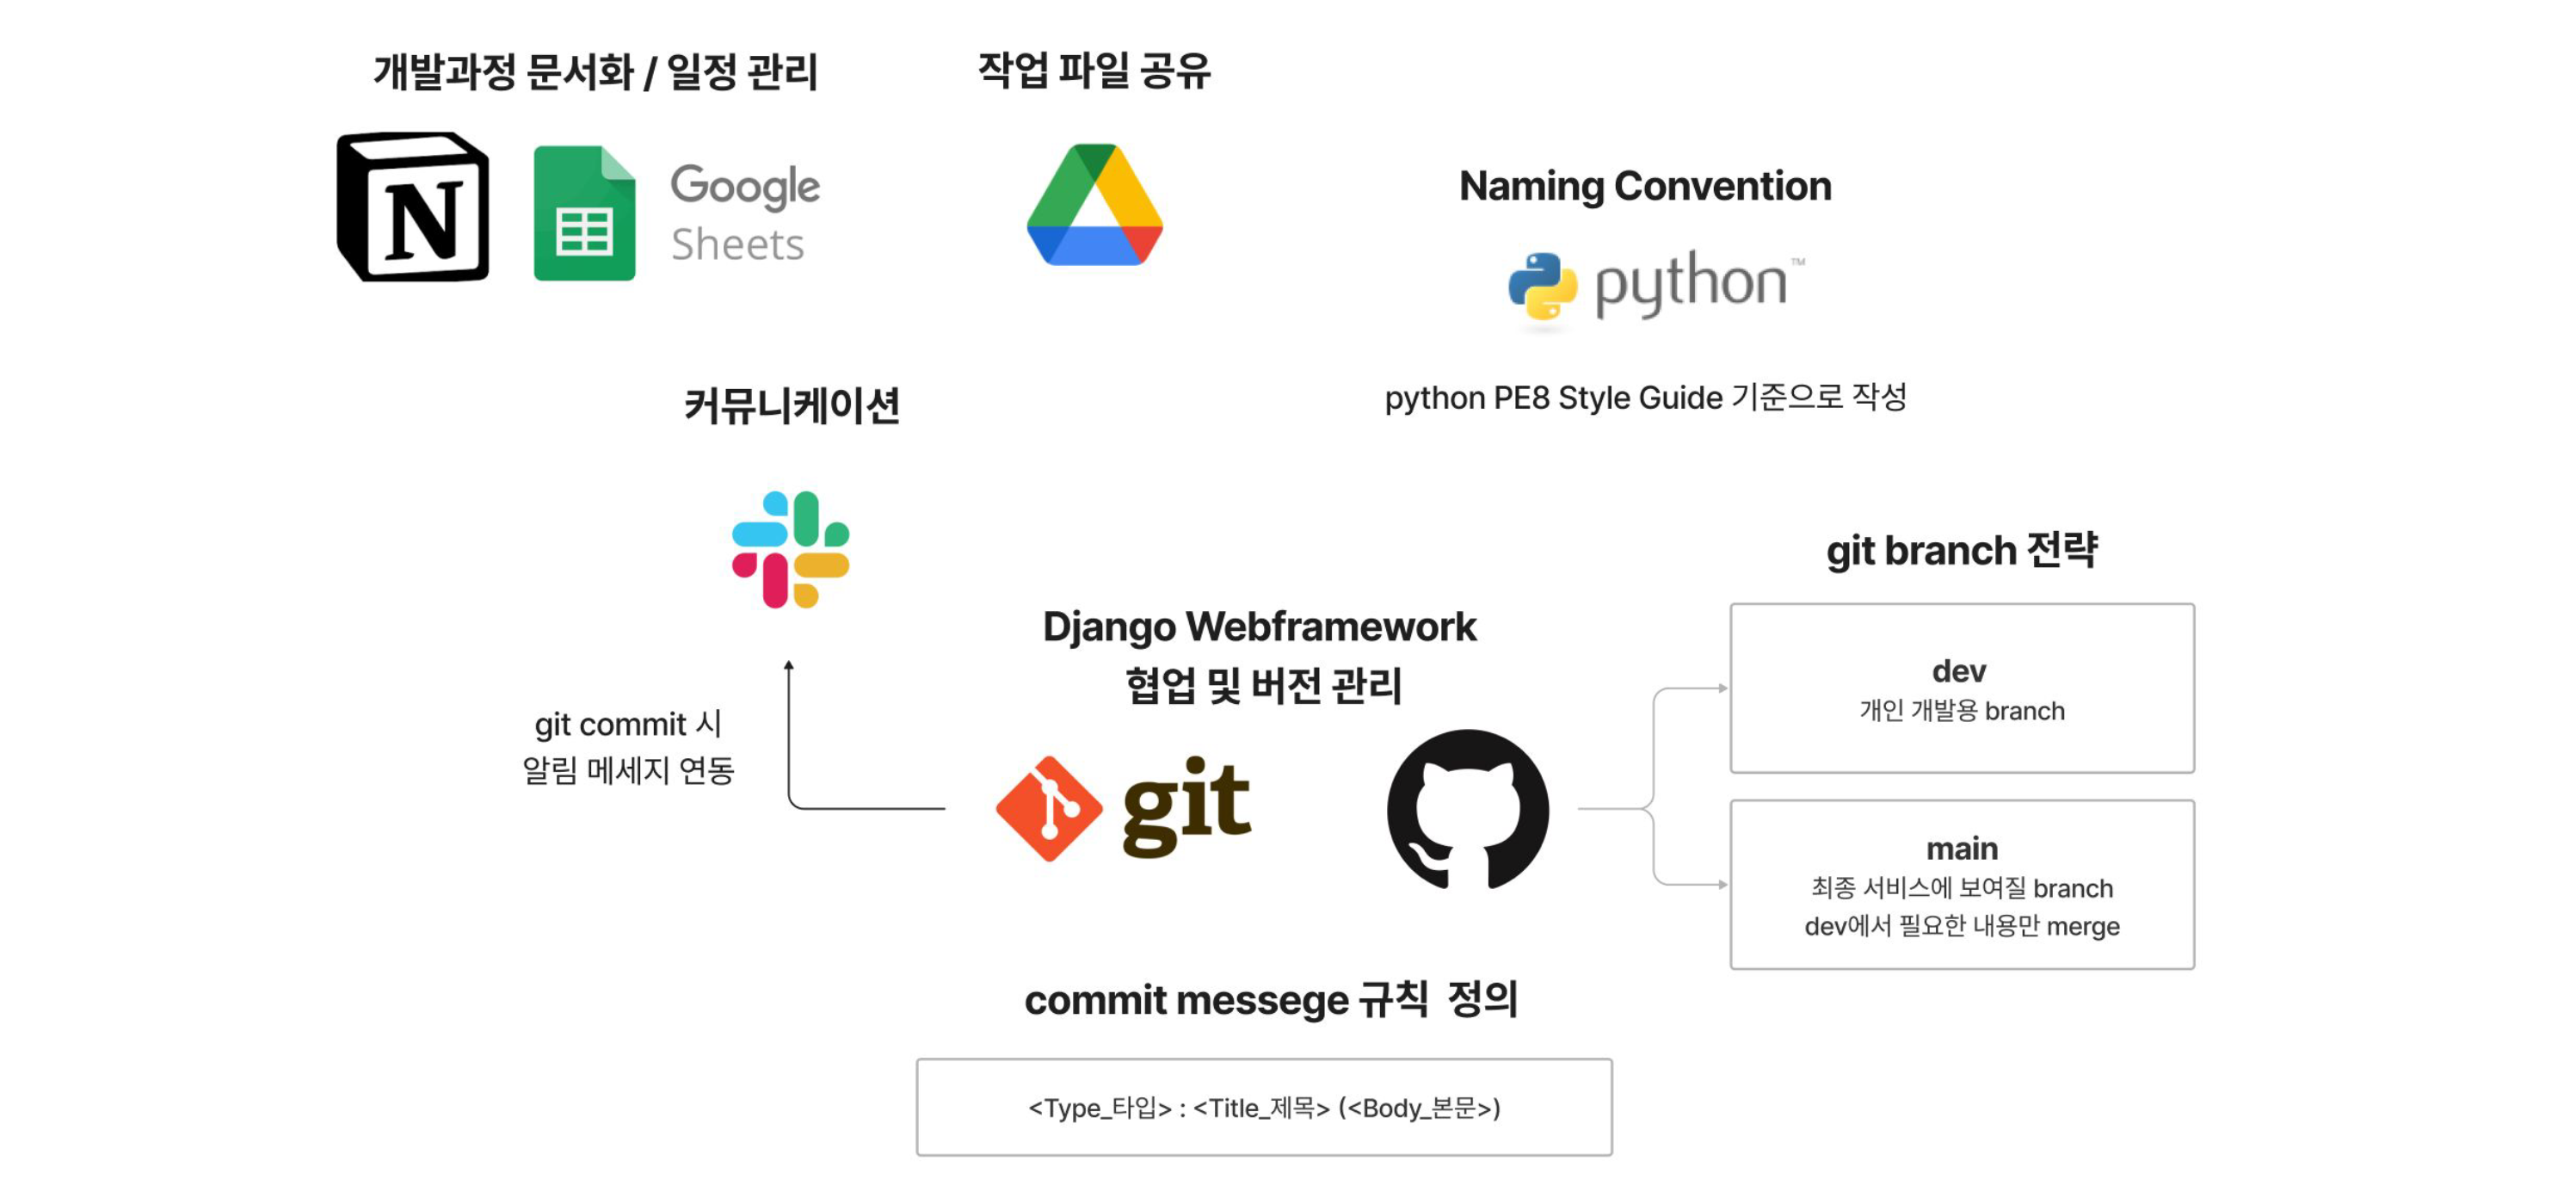 개발과정 문서화 / 일정 관리
작업 파일 공유
N
Google
Sheets
Naming Convention
python™
python PE8 Style Guide 기준으로 작성
커뮤니케이션
git branch 전략
Django Webframework
협업 및 버전 관리
dev
개인 개발용 branch
git commit 시
알림 메세지 연동
git
main
최종 서비스에 보여질 branch
dev에서 필요한 내용만 merge
commit messege 규칙 정의
<Type_타입> : <Title_제목> (<Body_본문>)